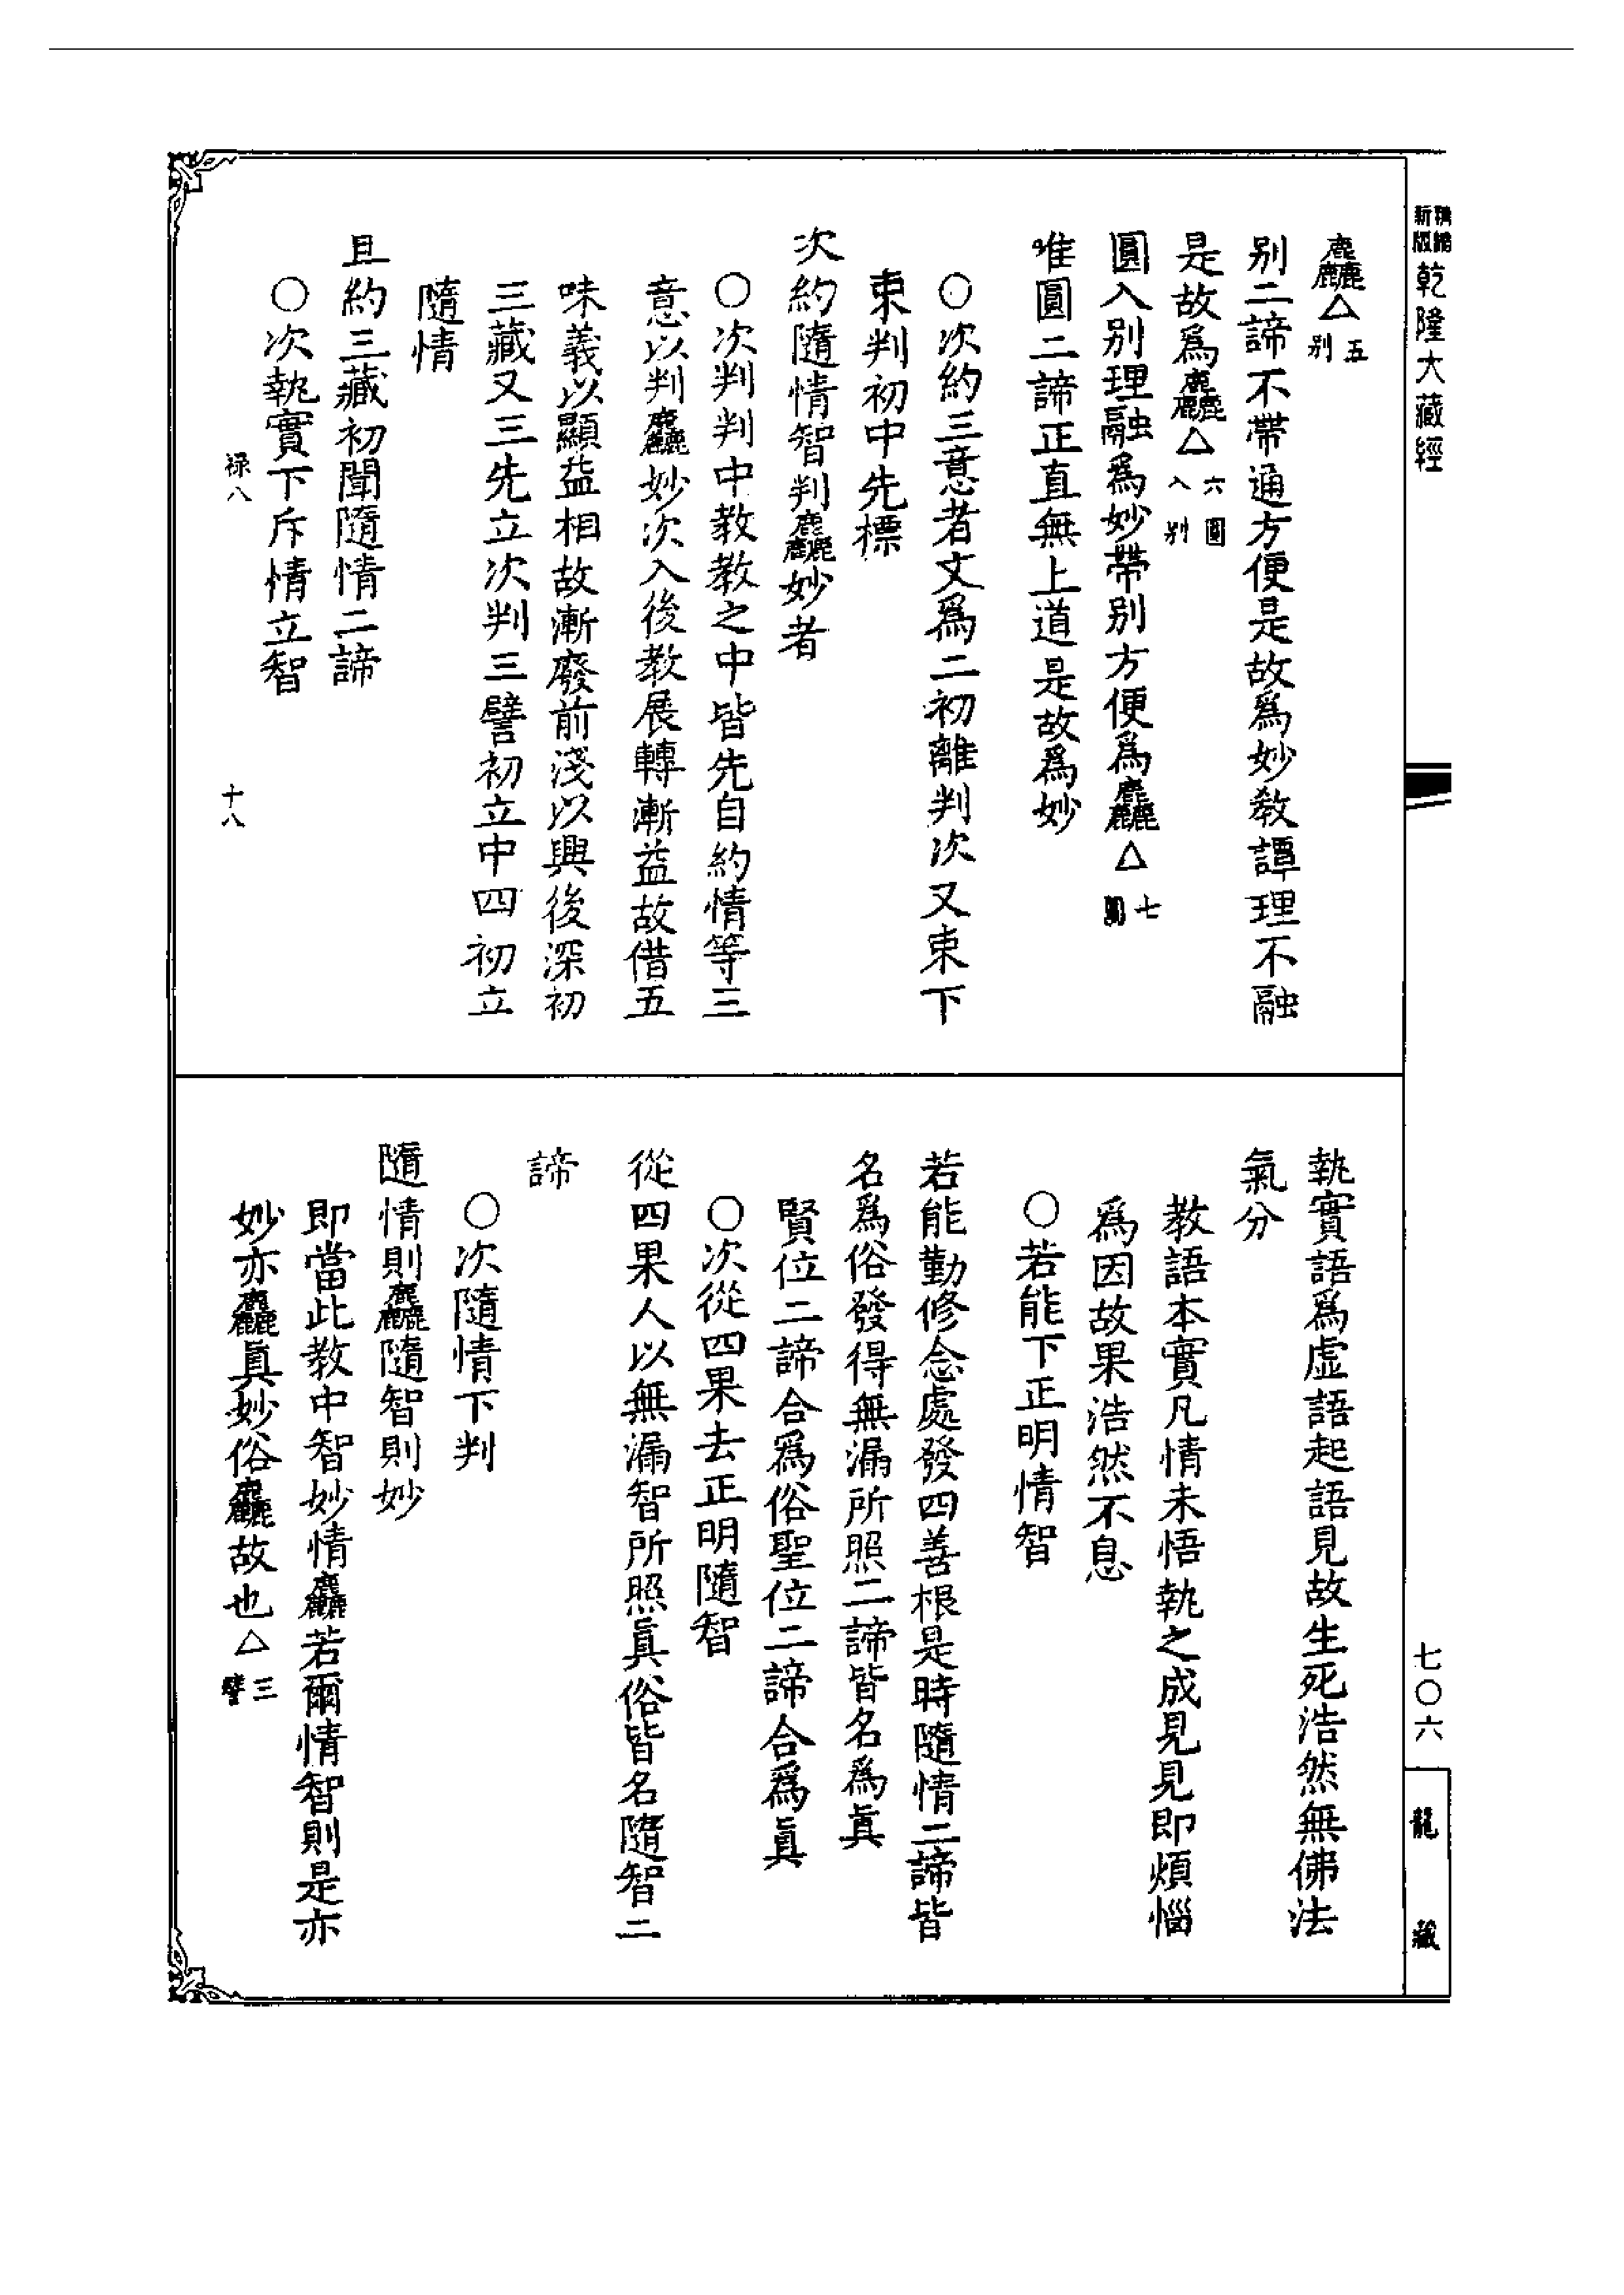 新版精縮乾隆大藏經
麤△五別
別二諦不帶通方便是故爲妙教譚理不融
是故爲麤△六圓入別
圓入別理融爲妙帶別方便爲麤△七圓
唯圓二諦正直無上道是故爲妙
○次約三意者文爲二初離判次又束下
束判初中先標
次約隨情智判麤妙者
○次判判中教教之中皆先自約情等三
意以判麤妙次入後教展轉漸益故借五
味義以顯益相故漸廢前淺以興後深初
三藏又三先立次判三譬初立中四初立
隨情
且約三藏初聞隨情二諦
○次執實下斥情立智
祿八
十八
執實語爲虛語起語見故生死浩然無佛法
氣分
教語本實凡情未悟執之成見見即煩惱
爲因故果浩然不息
○若能下正明情智
若能勤修念處發四善根是時隨情二諦皆
名爲俗發得無漏所照二諦皆名爲眞
賢位二諦合爲俗聖位二諦合爲眞
○次從四果去正明隨智
從四果人以無漏智所照眞俗皆名隨智二
諦
○次隨情下判
隨情則麤隨智則妙
即當此教中智妙情麤若爾情智則是亦
妙亦麤眞妙俗麤故也△三譬
七〇六
龍藏